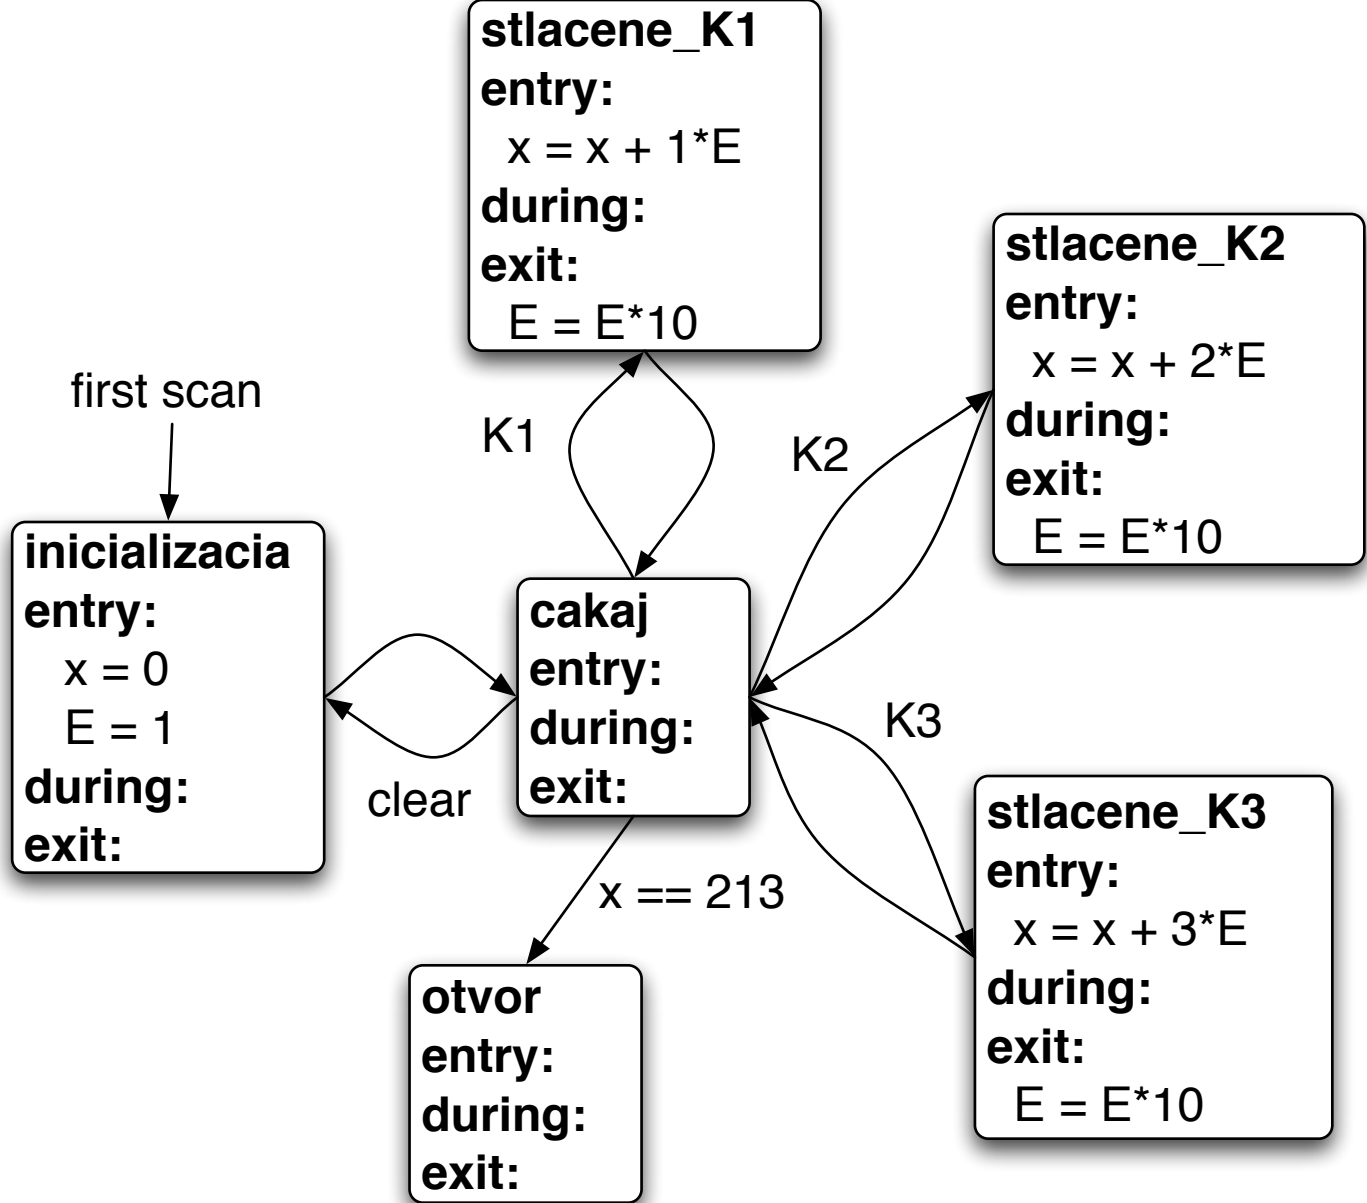 stlacene_K1
entry:
x = x + 1*E
during:
exit:
E = E*10
stlacene_K2
entry:
x = x + 2*E
during:
exit:
E = E*10
first scan
K1
K2
inicializacia
entry:
x = 0
E = 1
during:
exit:
clear
cakaj
entry:
during:
exit:
K3
stlacene_K3
entry:
x = x + 3*E
during:
exit:
E = E*10
x == 213
otvor
entry:
during:
exit: